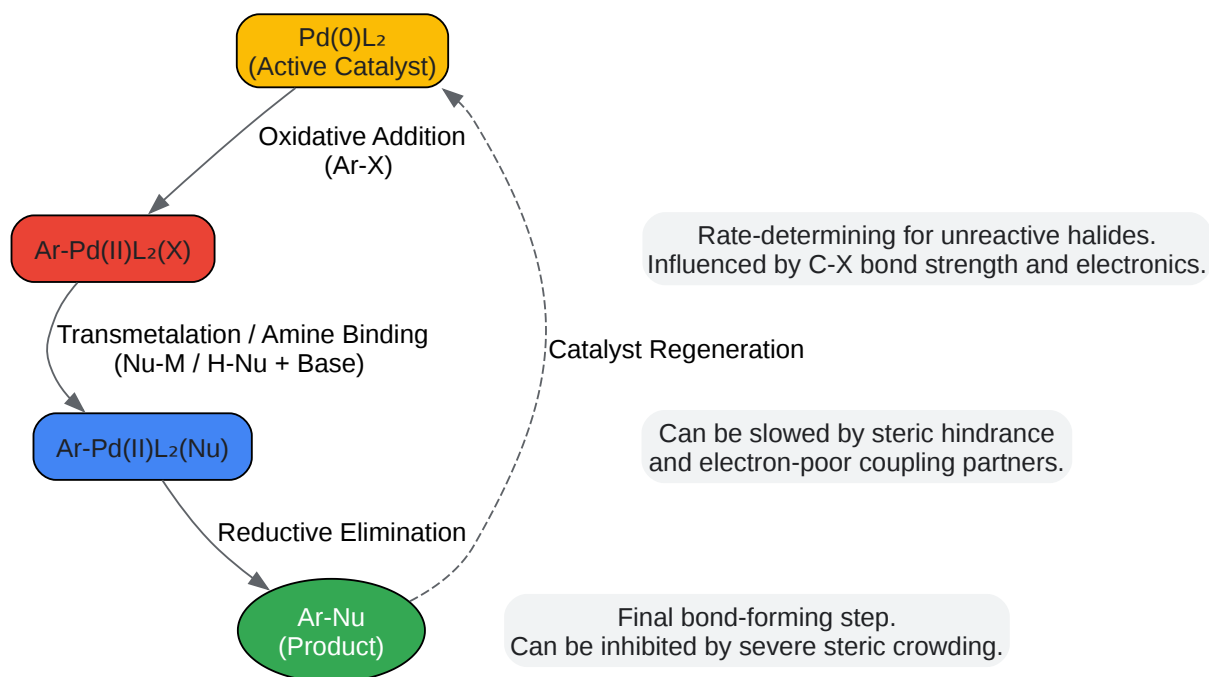 Pd(0)L₂
(Active Catalyst)
Oxidative Addition
(Ar-X)
Ar-Pd(II)L₂(X)
Rate-determining for unreactive halides.
Influenced by C-X bond strength and electronics.
Transmetalation / Amine Binding
(Nu-M / H-Nu + Base)
Catalyst Regeneration
Ar-Pd(II)L₂(Nu)
Can be slowed by steric hindrance
and electron-poor coupling partners.
Reductive Elimination
Ar-Nu
(Product)
Final bond-forming step.
Can be inhibited by severe steric crowding.